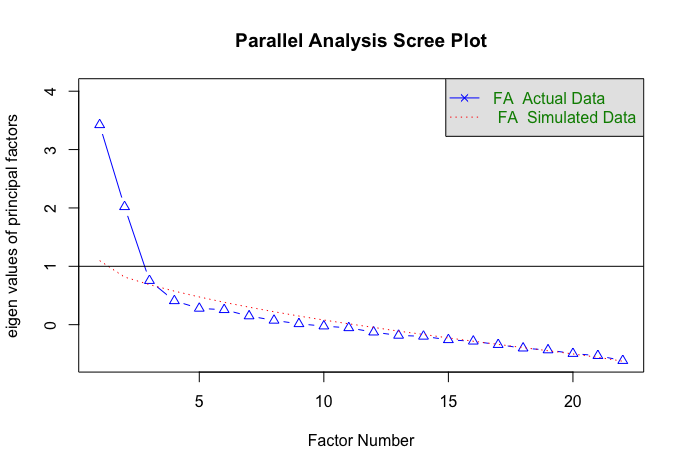 Parallel Analysis Scree Plot
FA  Actual Data
FA  Simulated Data
eigen values of principal factors
4
3
2
1
0
5
10
15
20
Factor Number